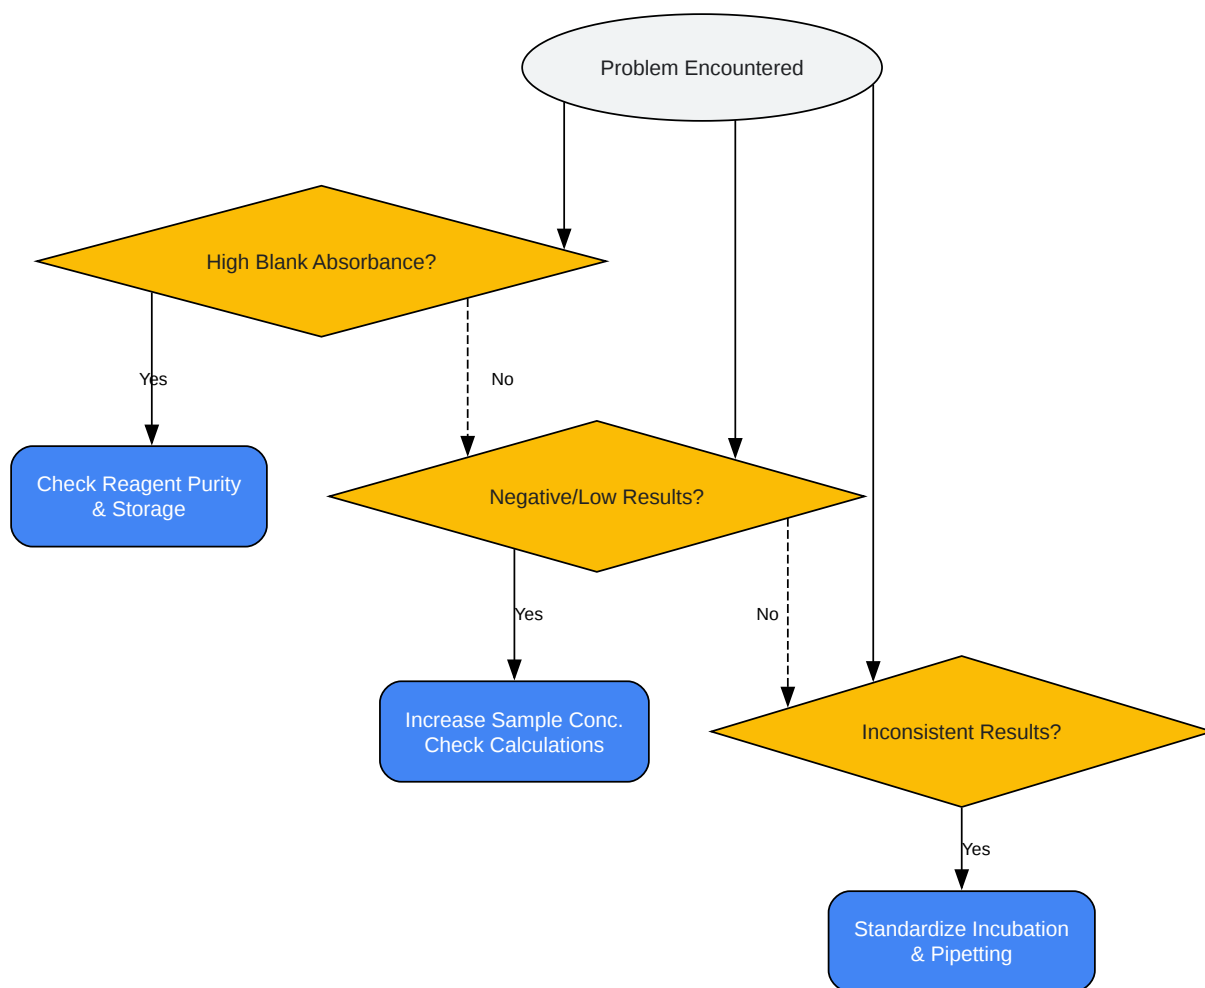 Problem Encountered
High Blank Absorbance?
Yes
No
Check Reagent Purity
& Storage
Negative/Low Results?
Yes
No
Increase Sample Conc.
Check Calculations
Inconsistent Results?
Yes
Standardize Incubation
& Pipetting